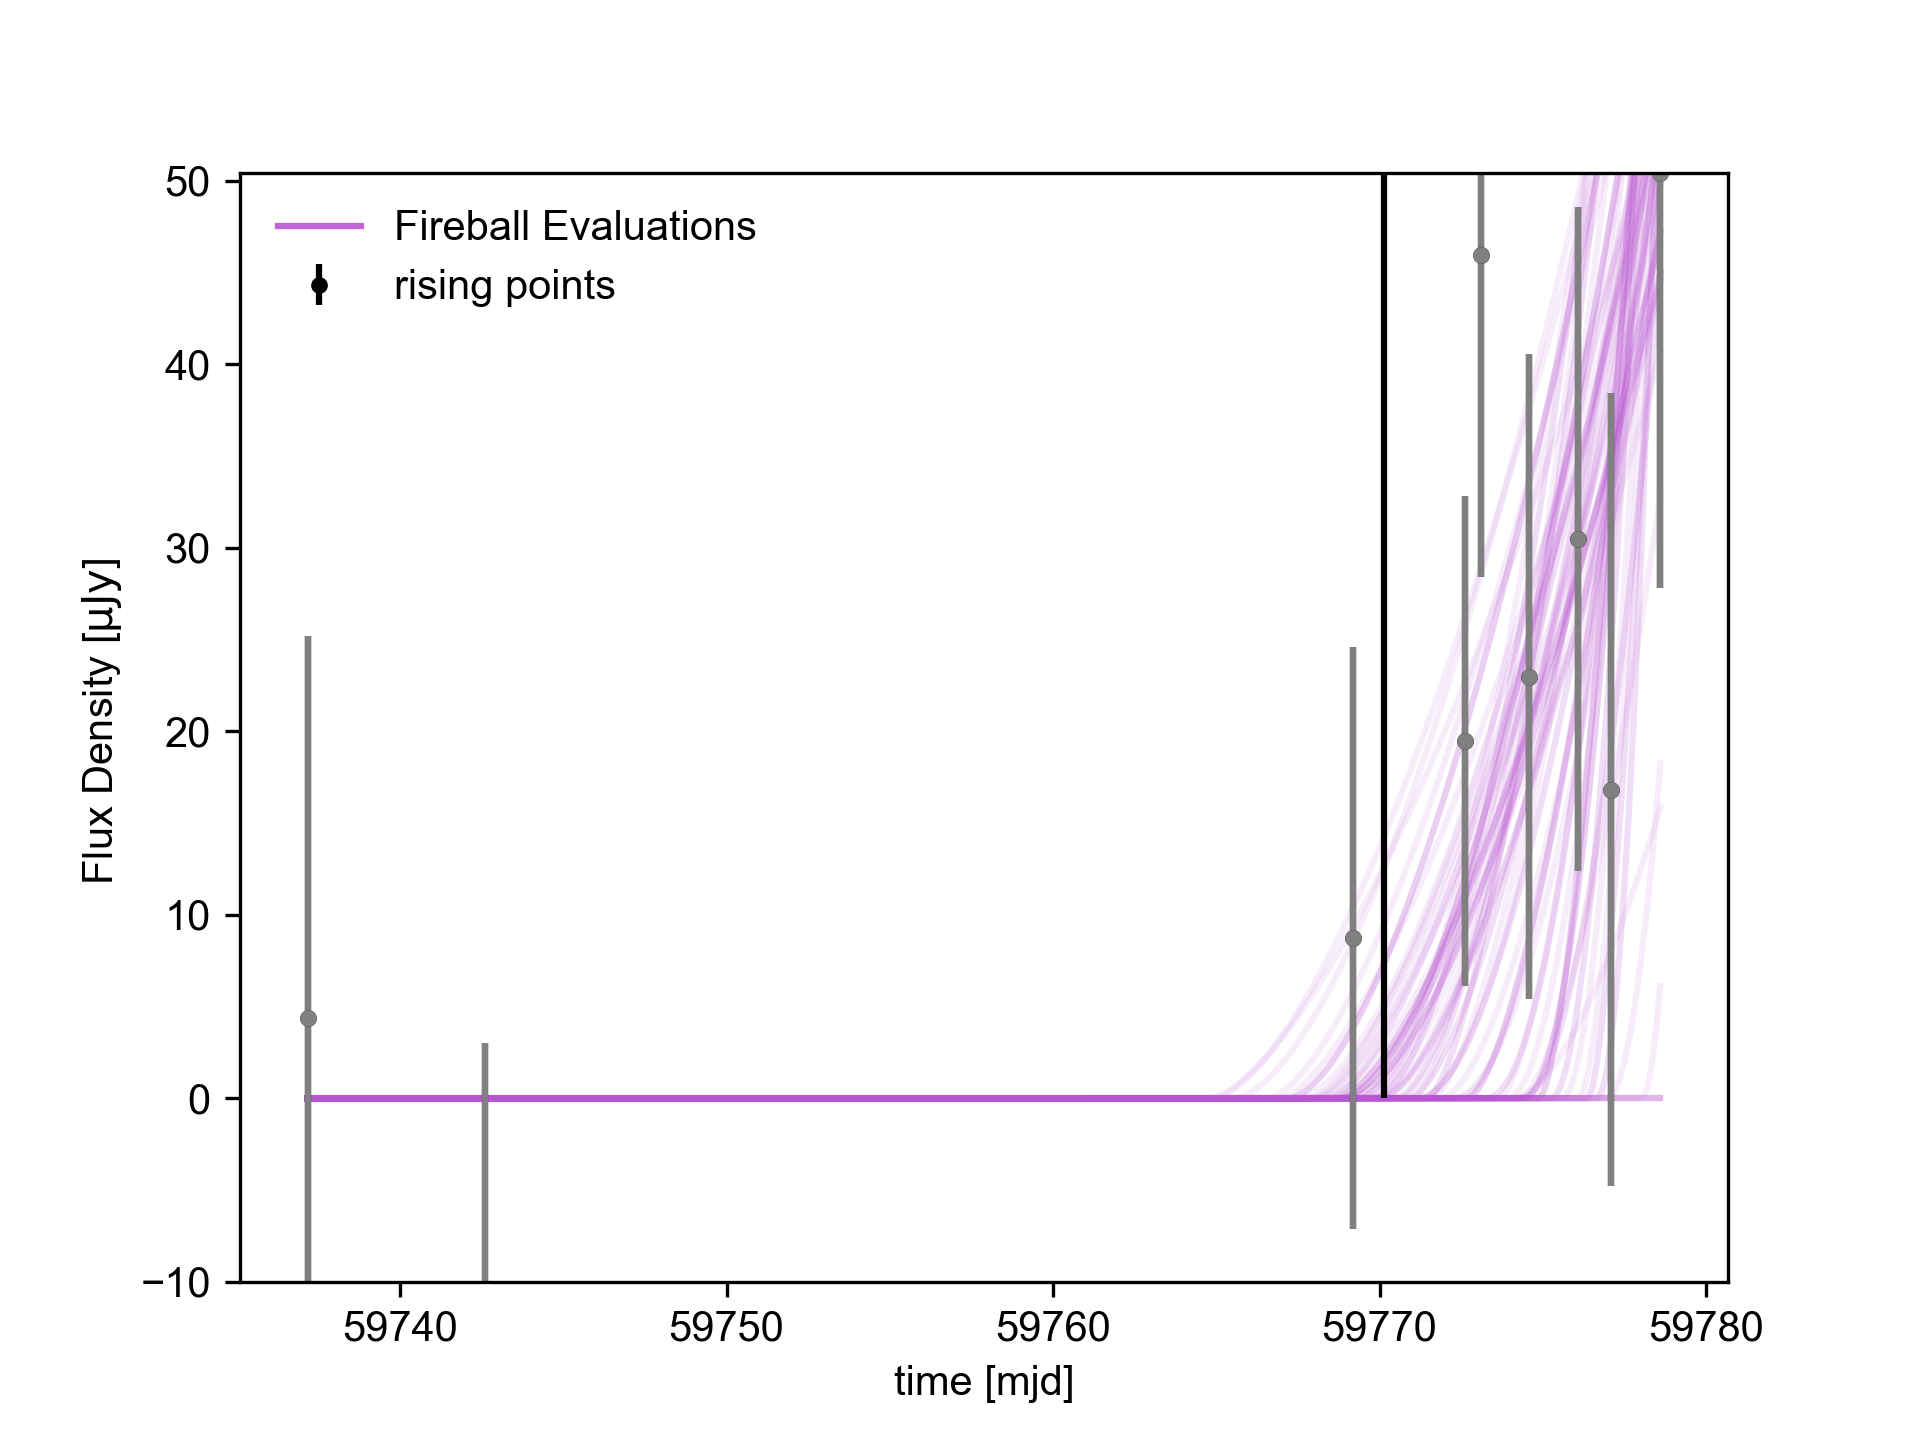 Fireball Evaluations
rising points
50
40
30
20
10
0
−10
Flux Density [µJy]
59740 59750 59760 59770 59780
time [mjd]